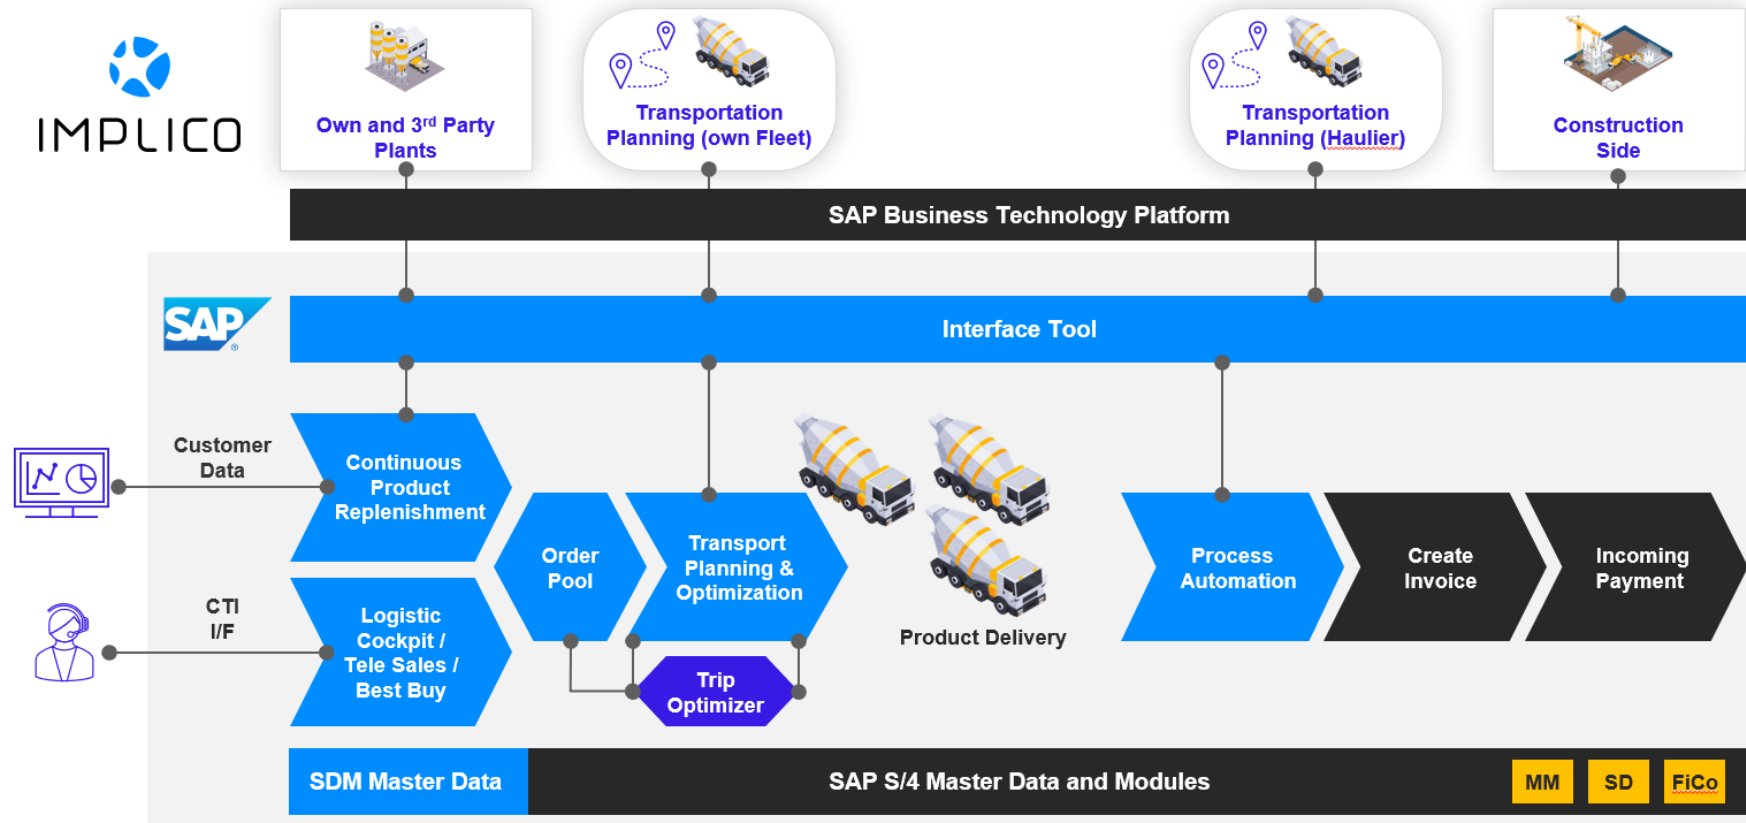 IMPLICO
Own and 3rd Party
Plants
Transportation
Planning (own Fleet)
Transportation
Planning (Haulier)
Construction
Side
SAP Business Technology Platform
SAP®
Interface Tool
Customer
Data
Continuous
Product
Replenishment
CTI
I/F
Logistic
Cockpit /
Tele Sales /
Best Buy
Order
Pool
Transport
Planning &
Optimization
Trip
Optimizer
Product Delivery
Process
Automation
Create
Invoice
Incoming
Payment
SDM Master Data
SAP S/4 Master Data and Modules
MM
SD
FiCo